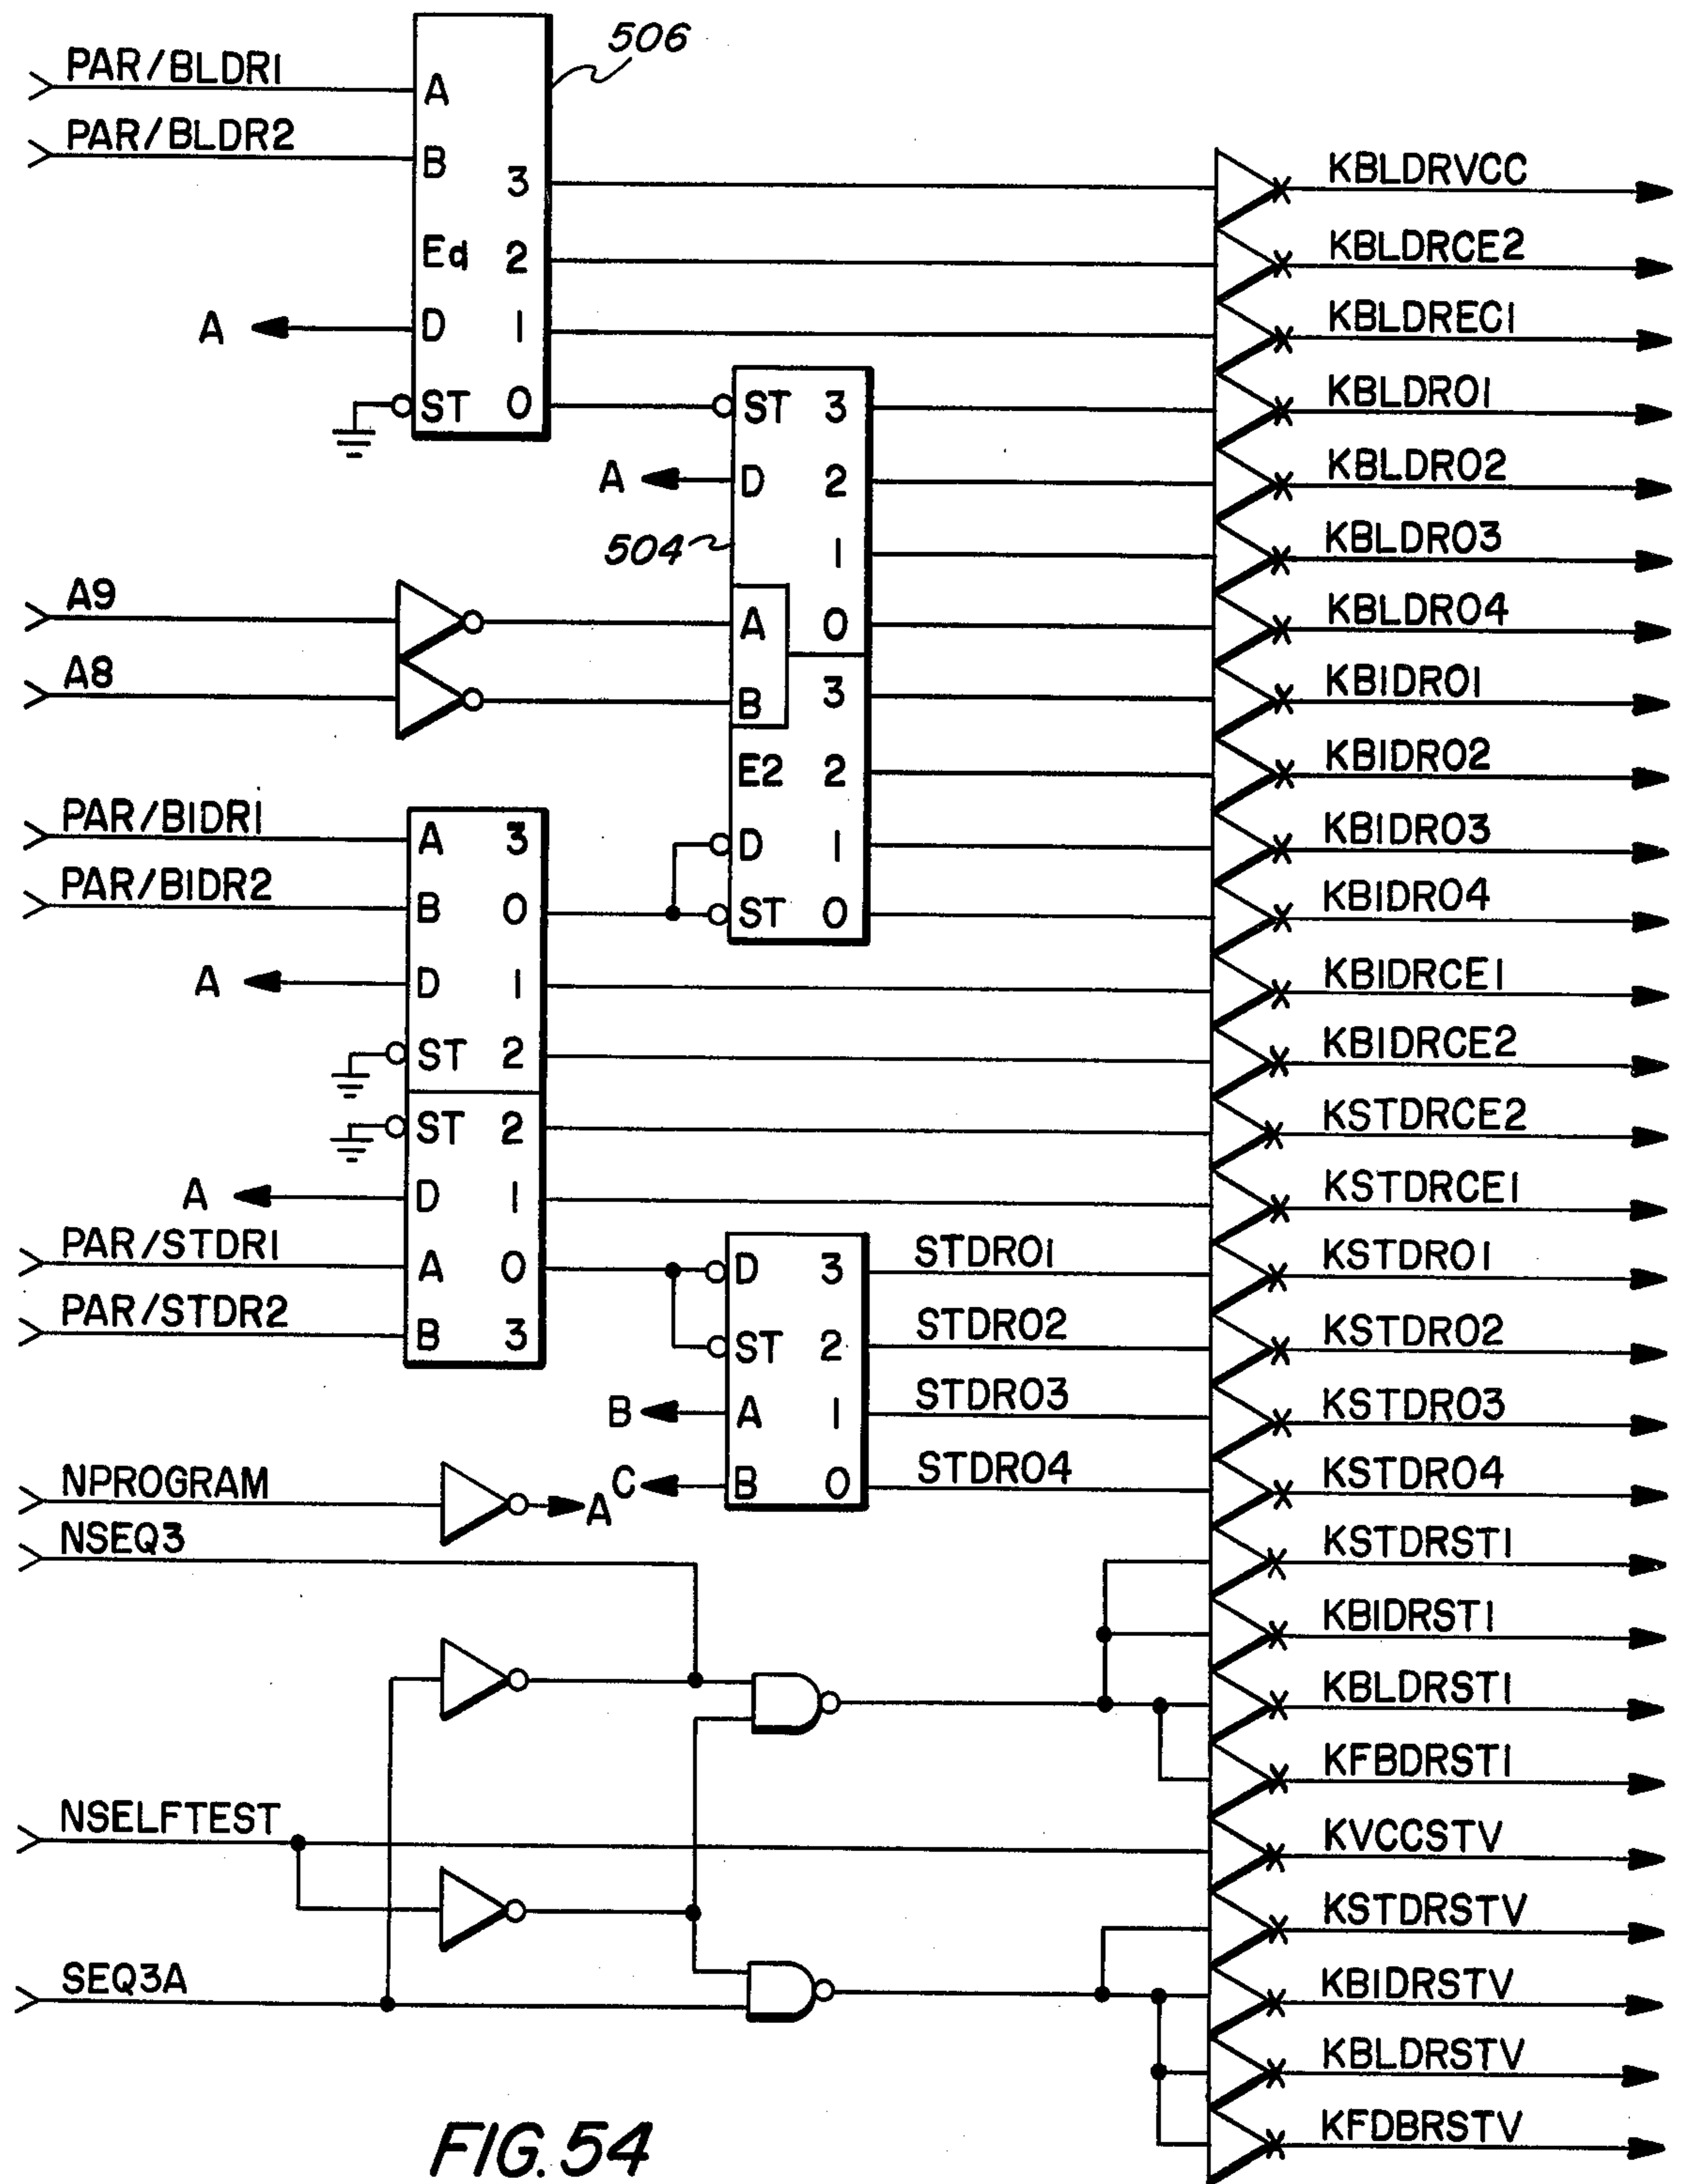 506
PAR/BLDR1
A
PAR/BLDR2
B
3
KBLDRVCC
Ed 2
KBLDRCE2
A D 1
KBLDREC1
ST 0
ST 3
KBLDR01
A D 2
KBLDR02
504
1
KBLDR03
A9
A 0
KBLDR04
A8
B 3
KBIDR01
E2 2
KBIDR02
PAR/BIDR1
A 3
D 1
KBIDR03
PAR/BIDR2
B 0
ST 0
KBIDR04
A D 1
KBIDRCE1
ST 2
KBIDRCE2
ST 2
KSTDRCE2
A D 1
KSTDRCE1
PAR/STDR1
A 0
D 3
STDR01
KSTDR01
PAR/STDR2
B 3
ST 2
STDR02
KSTDR02
B A 1
STDR03
KSTDR03
NPROGRAM
A
C B 0
STDR04
KSTDR04
NSEQ3
KSTDRST1
KBIDRST1
KBLDRST1
KFBDRST1
NSELFTEST
KVCCSTV
KSTDRSTV
SEQ3A
KBIDRSTV
KBLDRSTV
KFDBRSTV
FIG. 54